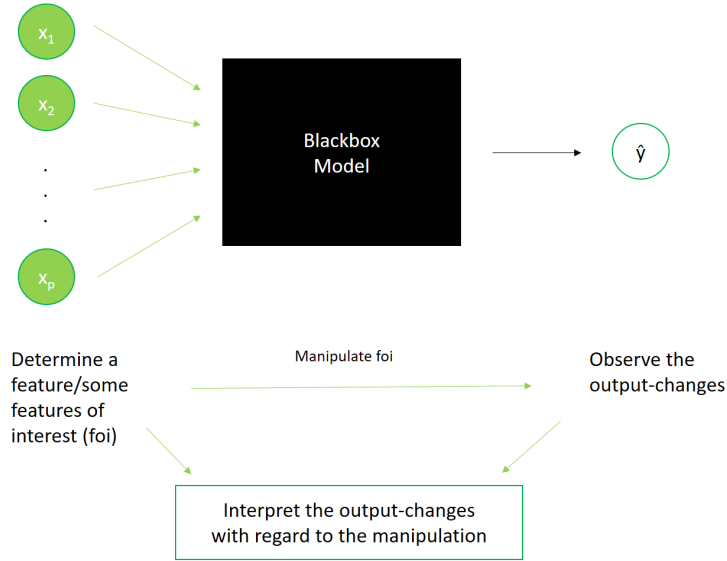 x₁
x₂
.
.
.
xₚ
Blackbox
Model
ŷ
Determine a
feature/some
features of
interest (foi)
Manipulate foi
Observe the
output-changes
Interpret the output-changes
with regard to the manipulation